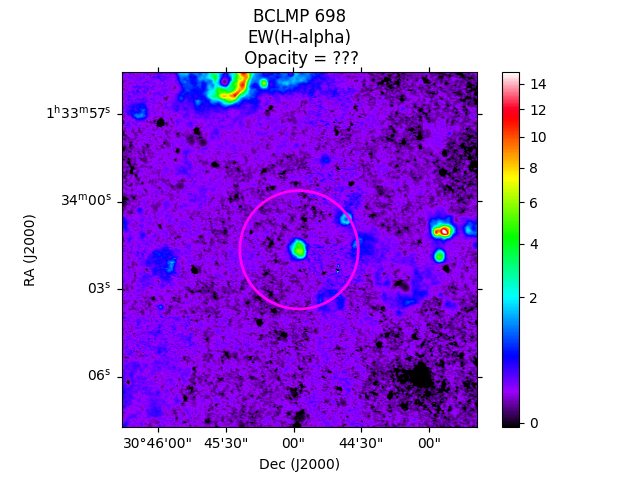 BCLMP 698
EW(H-alpha)
Opacity = ???
1ʰ33ᵐ57ˢ
34ᵐ00ˢ
03ˢ
06ˢ
RA (J2000)
30°46'00" 45'30" 00" 44'30" 00"
Dec (J2000)
14
12
10
8
6
4
2
0